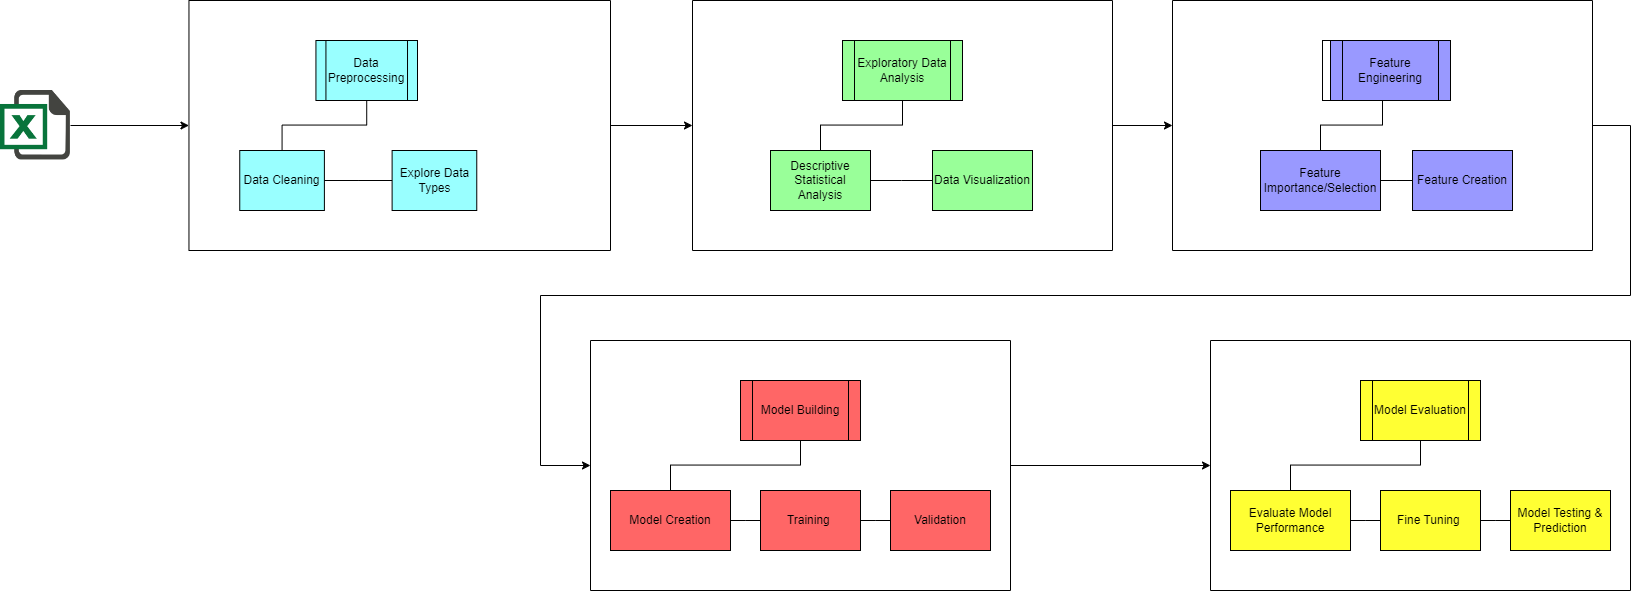 X
Data
Preprocessing
Data Cleaning
Explore Data
Types
Exploratory Data
Analysis
Descriptive
Statistical
Analysis
Data Visualization
Feature
Engineering
Feature
Importance/Selection
Feature Creation
Model Building
Model Creation
Training
Validation
Model Evaluation
Evaluate Model
Performance
Fine Tuning
Model Testing &
Prediction